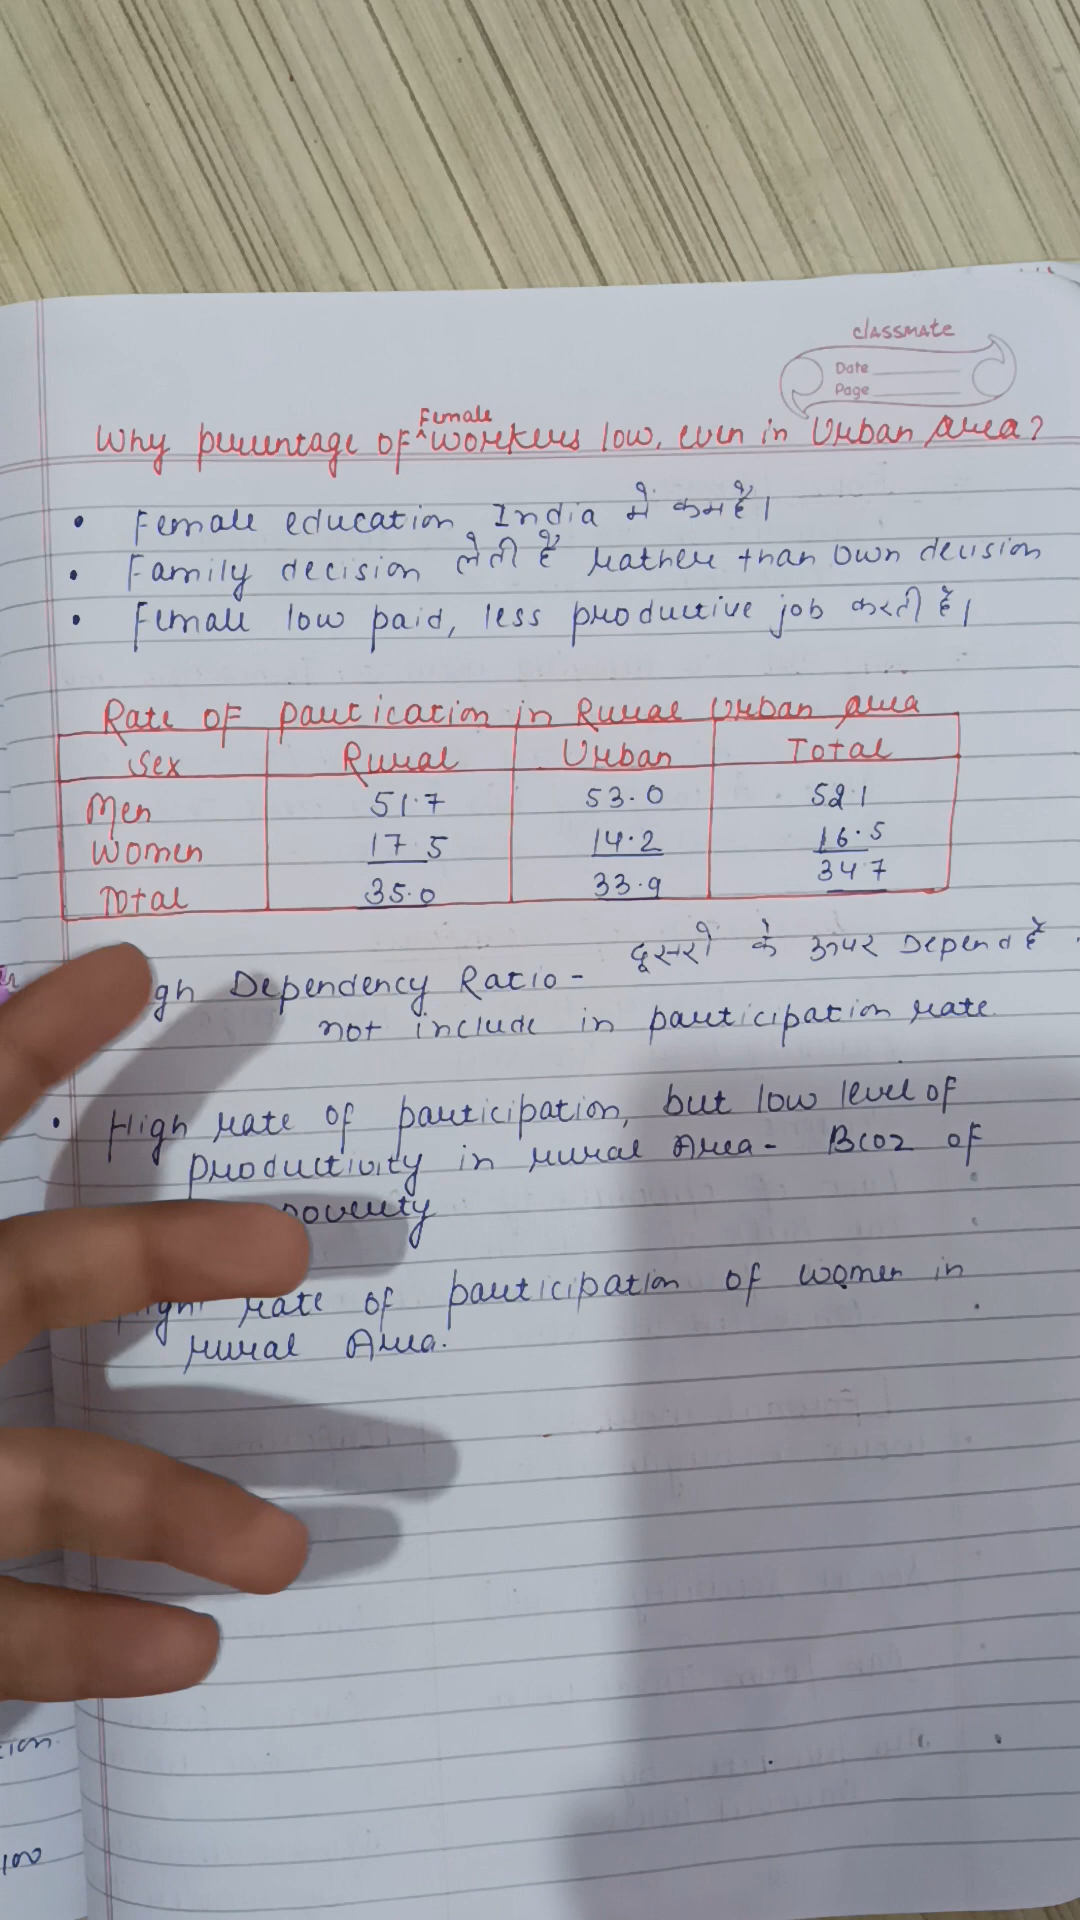 classmate
Date
Page
Why percentage of ^Female workers low, even in Urban Area?
• Female education India में कम है।
• Family decision लेती है rather than own decision
• Female low paid, less productive job करती है।
Rate of partication in Rural Urban area
Sex Rural Urban Total
Men 51.7 53.0 52.1
Women 17.5 14.2 16.5
Total 35.0 33.9 34.7
gh Dependency Ratio - दूसरो के ऊपर Depend है
not include in participation rate.
• High rate of participation, but low level of
productivity in rural Area - Bcoz of
poverty
rate of participation of women in
rural Area.